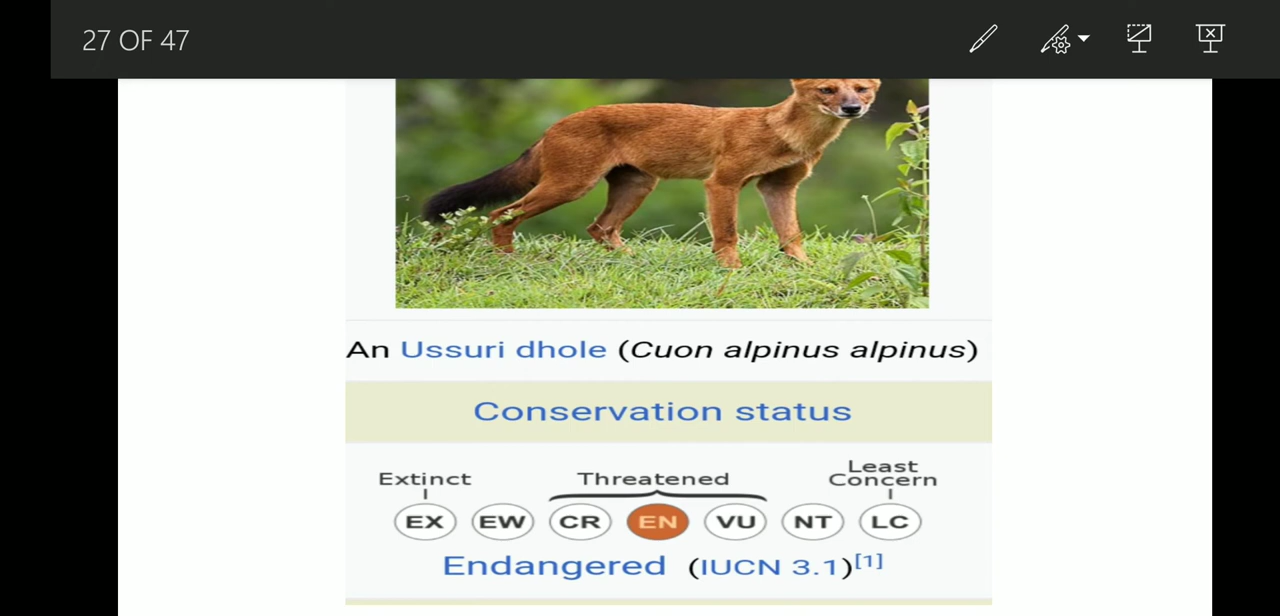 27 OF 47
An Ussuri dhole (Cuon alpinus alpinus)
Conservation status
Extinct Threatened Least Concern
EX EW CR EN VU NT LC
Endangered (IUCN 3.1)[1]